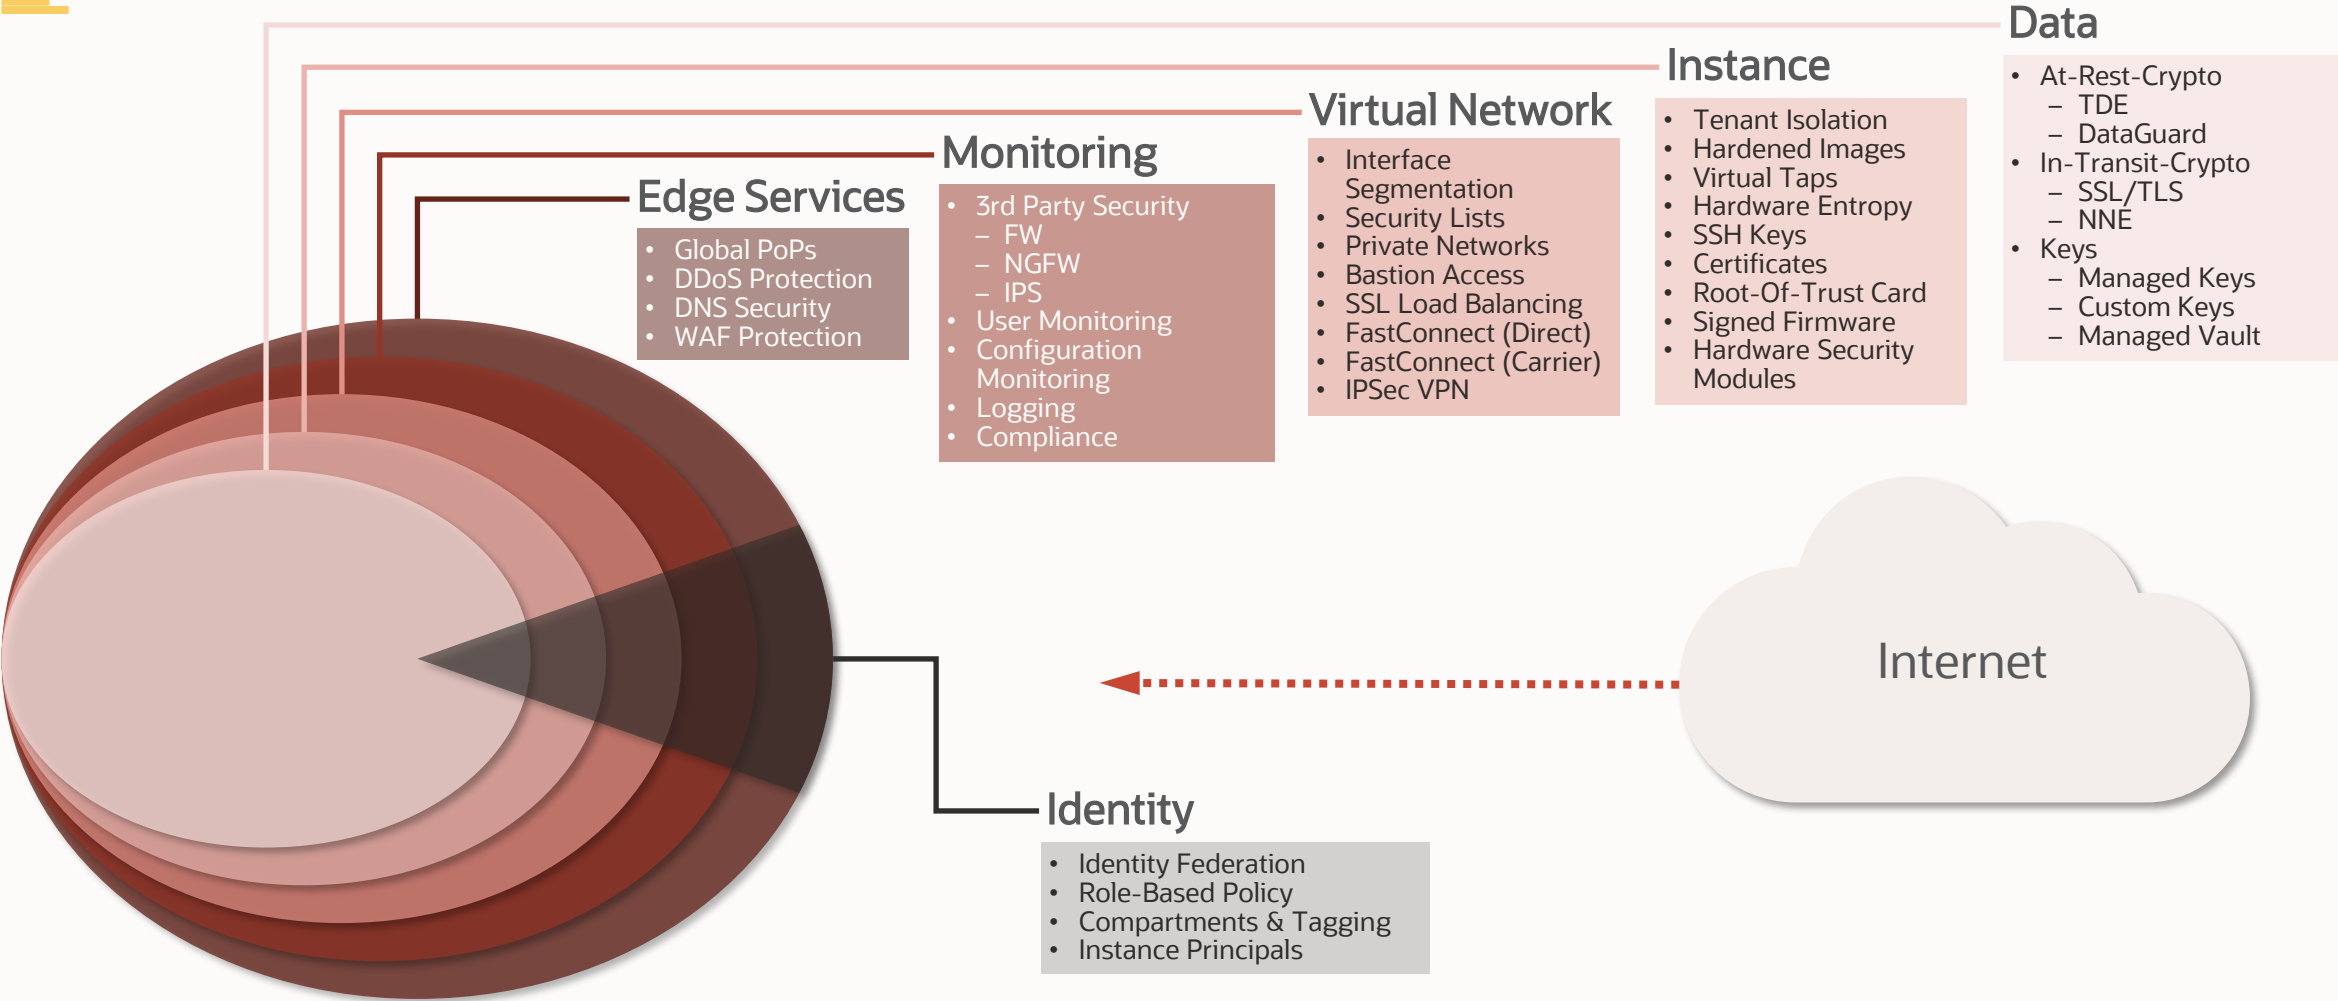 Data
• At-Rest-Crypto
– TDE
– DataGuard
• In-Transit-Crypto
– SSL/TLS
– NNE
• Keys
– Managed Keys
– Custom Keys
– Managed Vault
Instance
• Tenant Isolation
• Hardened Images
• Virtual Taps
• Hardware Entropy
• SSH Keys
• Certificates
• Root-Of-Trust Card
• Signed Firmware
• Hardware Security
Modules
Virtual Network
• Interface
Segmentation
• Security Lists
• Private Networks
• Bastion Access
• SSL Load Balancing
• FastConnect (Direct)
• FastConnect (Carrier)
• IPSec VPN
Monitoring
• 3rd Party Security
– FW
– NGFW
– IPS
• User Monitoring
• Configuration
Monitoring
• Logging
• Compliance
Edge Services
• Global PoPs
• DDoS Protection
• DNS Security
• WAF Protection
Internet
Identity
• Identity Federation
• Role-Based Policy
• Compartments & Tagging
• Instance Principals